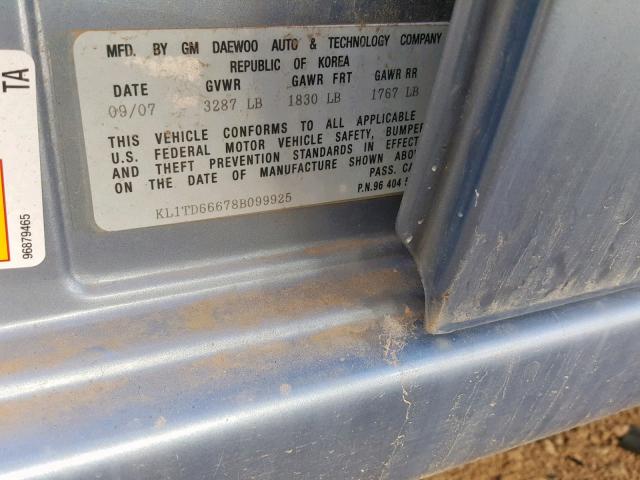 MFD. BY GM DAEWOO AUTO & TECHNOLOGY COMPANY
REPUBLIC OF KOREA
DATE GVWR GAWR FRT GAWR RR
09/07 3287 LB 1830 LB 1767 LB
THIS VEHICLE CONFORMS TO ALL APPLICABLE
U.S. FEDERAL MOTOR VEHICLE SAFETY, BUMPER
AND THEFT PREVENTION STANDARDS IN EFFECT
ON THE DATE OF MANUFACTURE SHOWN ABOV
PASS. CA
P.N.96 404
KL1TD66678B099925
TA
96879465